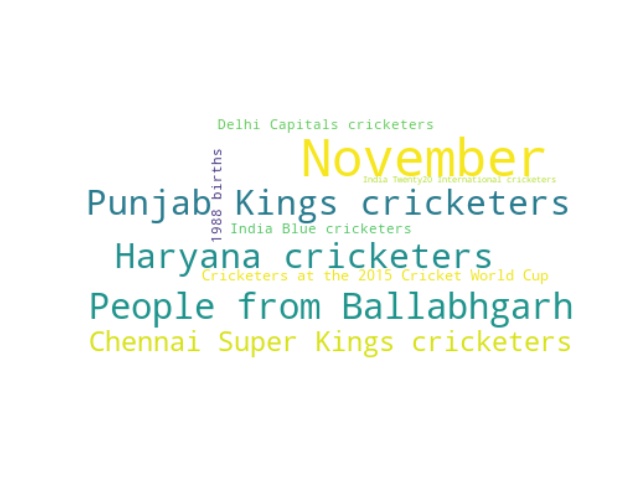 Delhi Capitals cricketers
November
India Twenty20 International cricketers
1988 births
Punjab Kings cricketers
India Blue cricketers
Haryana cricketers
Cricketers at the 2015 Cricket World Cup
People from Ballabhgarh
Chennai Super Kings cricketers